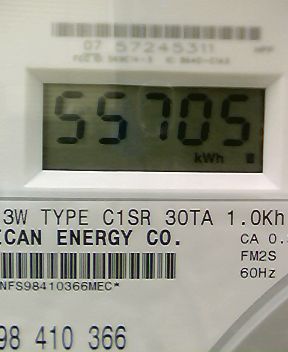 07 57245311
55705
kWh
3W TYPE C1SR 30TA 1.0Kh
ICAN ENERGY CO.
CA 0.
FM2S
60Hz
NFS98410366MEC*
98 410 366